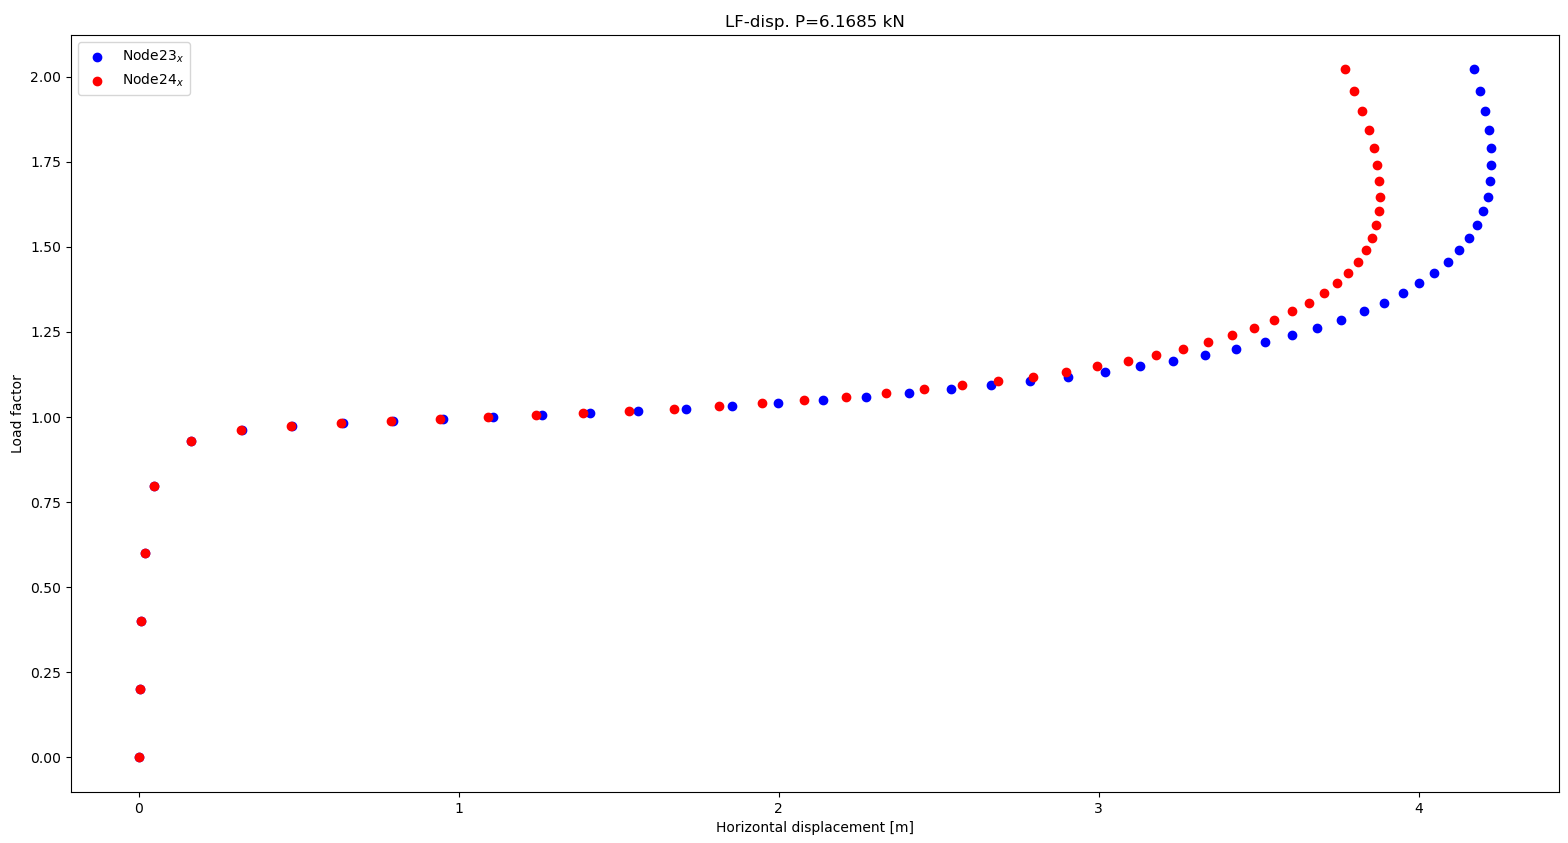 LF-disp. P=6.1685 kN
Node23ₓ
Node24ₓ
2.00
1.75
1.50
1.25
1.00
0.75
0.50
0.25
0.00
Load factor
0 1 2 3 4
Horizontal displacement [m]